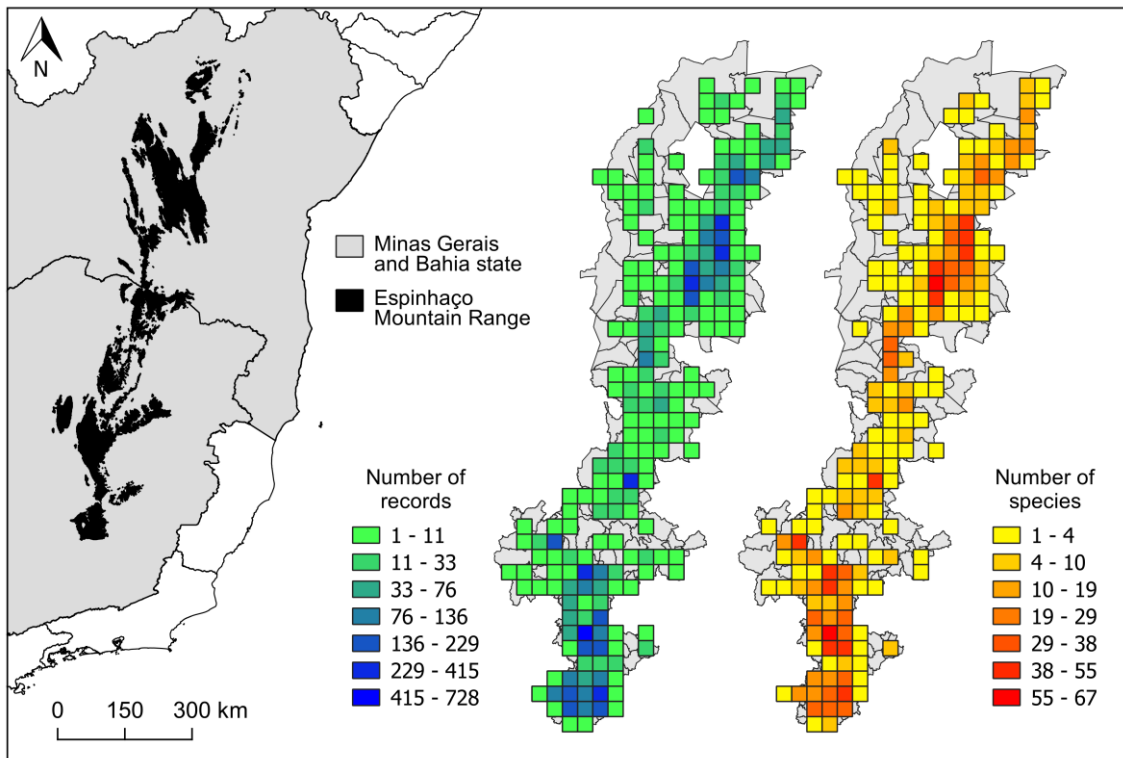 N
Minas Gerais
and Bahia state
Espinhaço
Mountain Range
Number of
records
1 - 11
11 - 33
33 - 76
76 - 136
136 - 229
229 - 415
415 - 728
Number of
species
1 - 4
4 - 10
10 - 19
19 - 29
29 - 38
38 - 55
55 - 67
0 150 300 km